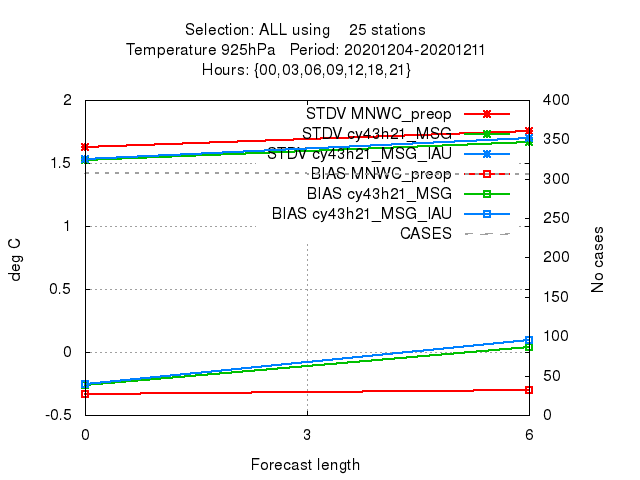 Selection: ALL using 25 stations
Temperature 925hPa Period: 20201204-20201211
Hours: {00,03,06,09,12,18,21}
2
400
STDV MNWC_preop
STDV cy43h21_MSG
350
1.5
STDV cy43h21_MSG_IAU
BIAS MNWC_preop
300
BIAS cy43h21_MSG
1
BIAS cy43h21_MSG_IAU
250
CASES
deg C
No cases
200
0.5
150
0
100
50
-0.5
0
0
3
6
Forecast length